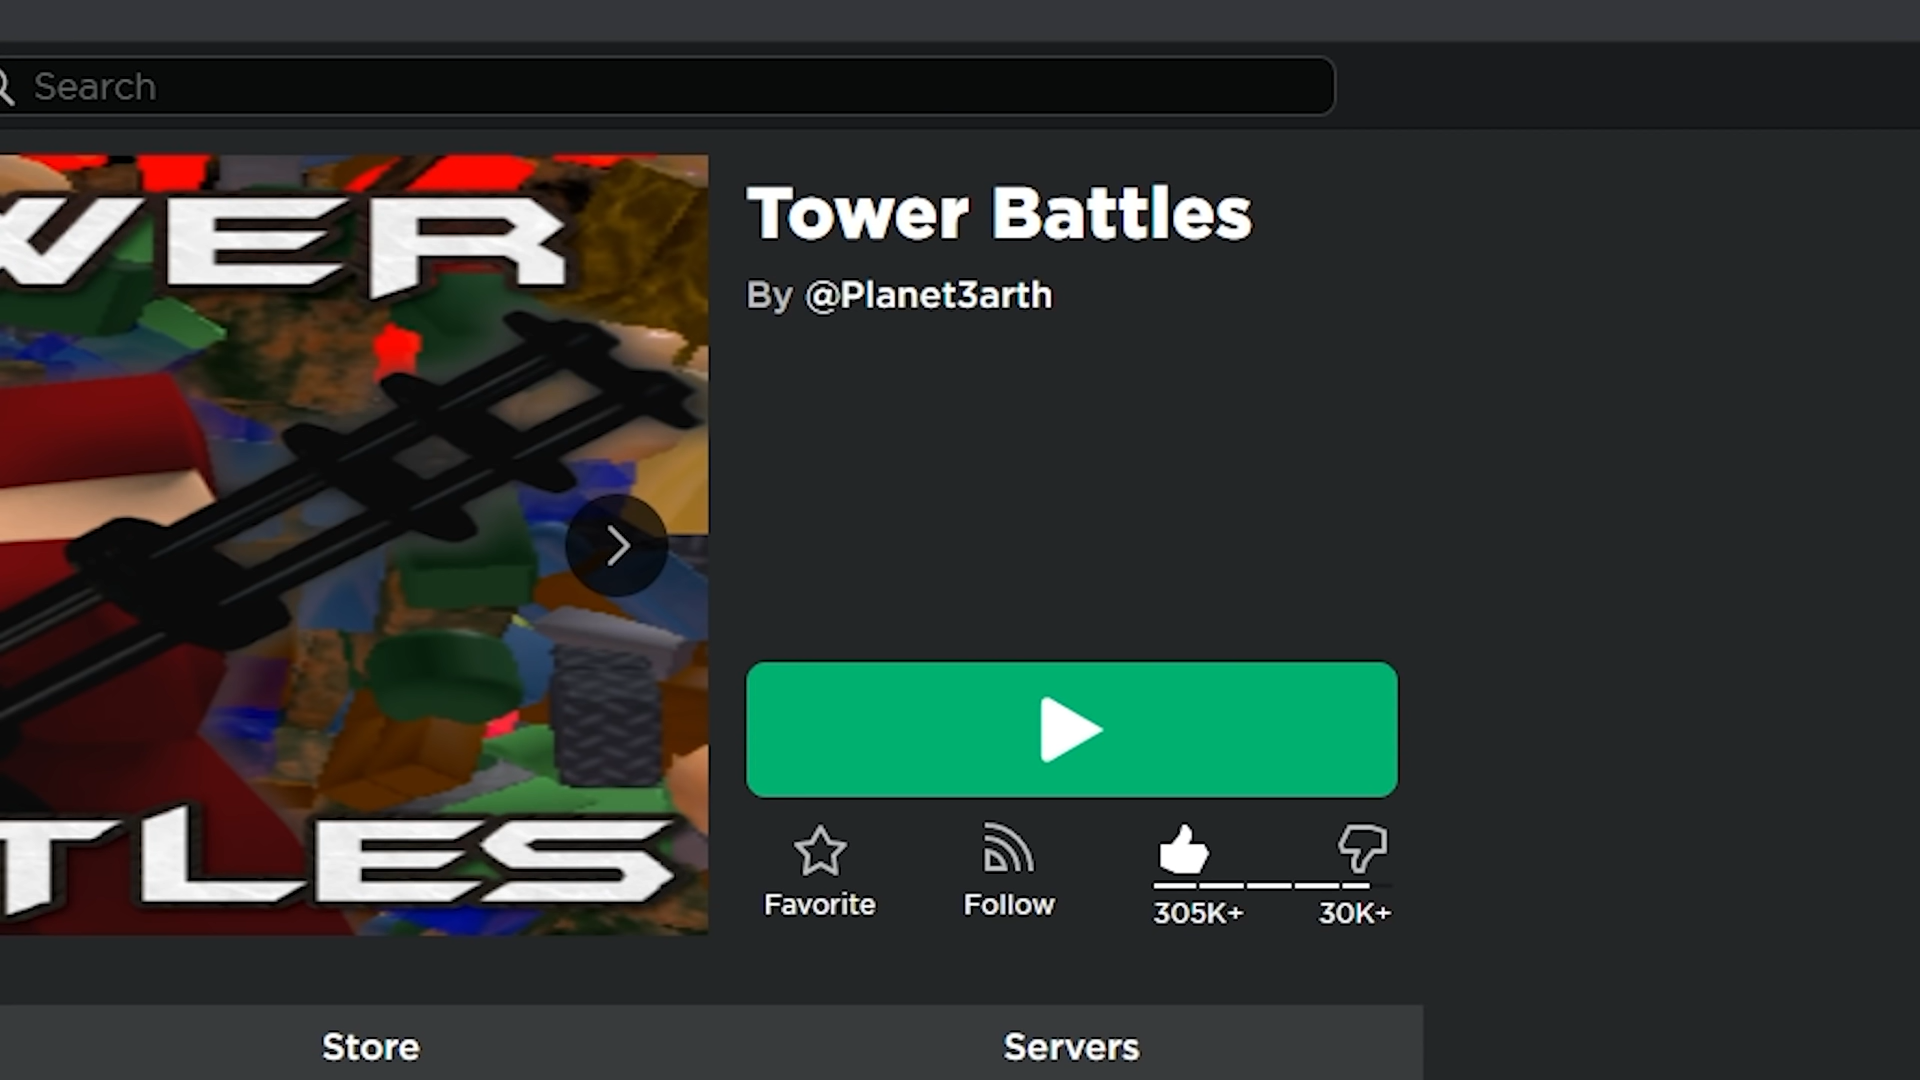 Search
WER
TLES
Tower Battles
By @Planet3arth
Favorite
Follow
305K+
30K+
Store
Servers